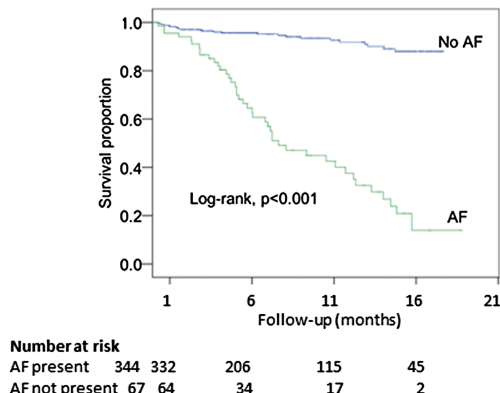 1.0
No AF
0.8
0.6
Survival proportion
0.4
Log-rank, p<0.001
0.2
AF
0.0
1 6 11 16 21
Follow-up (months)
Number at risk
AF present 344 332 206 115 45
AF not present 67 64 34 17 2